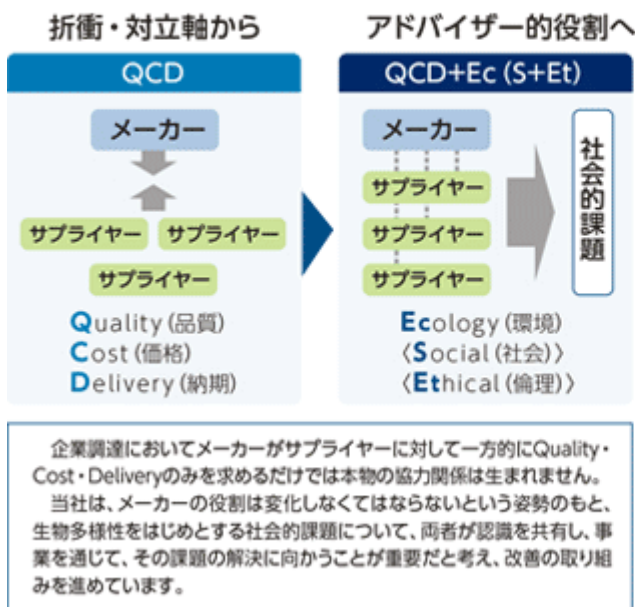 折衝・対立軸から
QCD
メーカー
サプライヤー サプライヤー
サプライヤー
Quality(品質)
Cost(価格)
Delivery(納期)
アドバイザー的役割へ
QCD+Ec(S+Et)
メーカー
サプライヤー
サプライヤー
サプライヤー
社会的課題
Ecology(環境)
〈Social(社会)〉
〈Ethical(倫理)〉
企業調達においてメーカーがサプライヤーに対して一方的にQuality・
Cost・Deliveryのみを求めるだけでは本物の協力関係は生まれません。
当社は、メーカーの役割は変化しなくてはならないという姿勢のもと、
生物多様性をはじめとする社会的課題について、両者が認識を共有し、事
業を通じて、その課題の解決に向かうことが重要だと考え、改善の取り組
みを進めています。